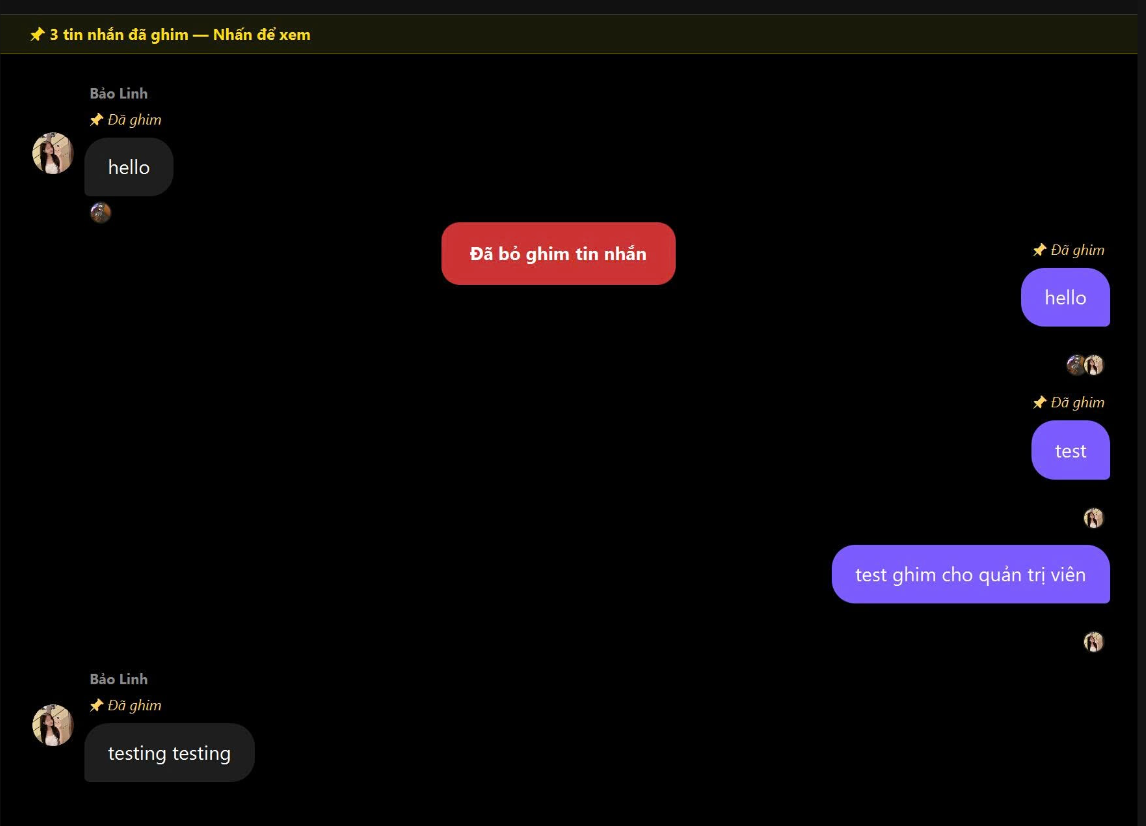 📌 3 tin nhắn đã ghim — Nhấn để xem
Bảo Linh
📌 Đã ghim
hello
Đã bỏ ghim tin nhắn
📌 Đã ghim
hello
📌 Đã ghim
test
test ghim cho quản trị viên
Bảo Linh
📌 Đã ghim
testing testing